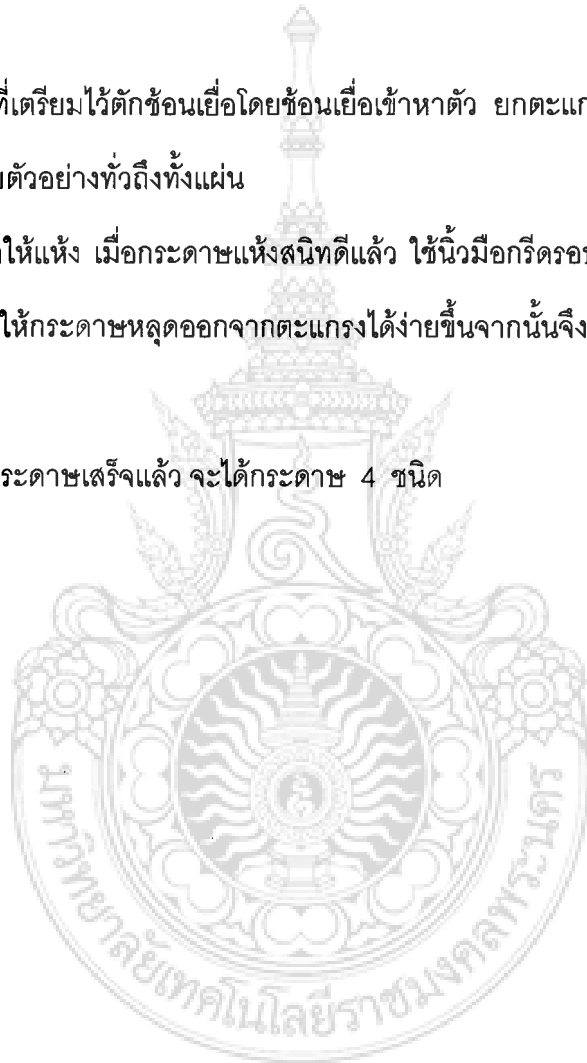 ที่เตรียมไว้ตักช้อนเยื่อโดยช้อนเยื่อเข้าหาตัว ยกตะแก
ตัวอย่างทั่วถึงทั้งแผ่น
ให้แห้ง เมื่อกระดาษแห้งสนิทดีแล้ว ใช้นิ้วมือกรีดรอบ
ให้กระดาษหลุดออกจากตะแกรงได้ง่ายขึ้นจากนั้นจึง
ระดาษเสร็จแล้ว จะได้กระดาษ 4 ชนิด
มหาวิทยาลัยเทคโนโลยีราชมงคลพระนคร